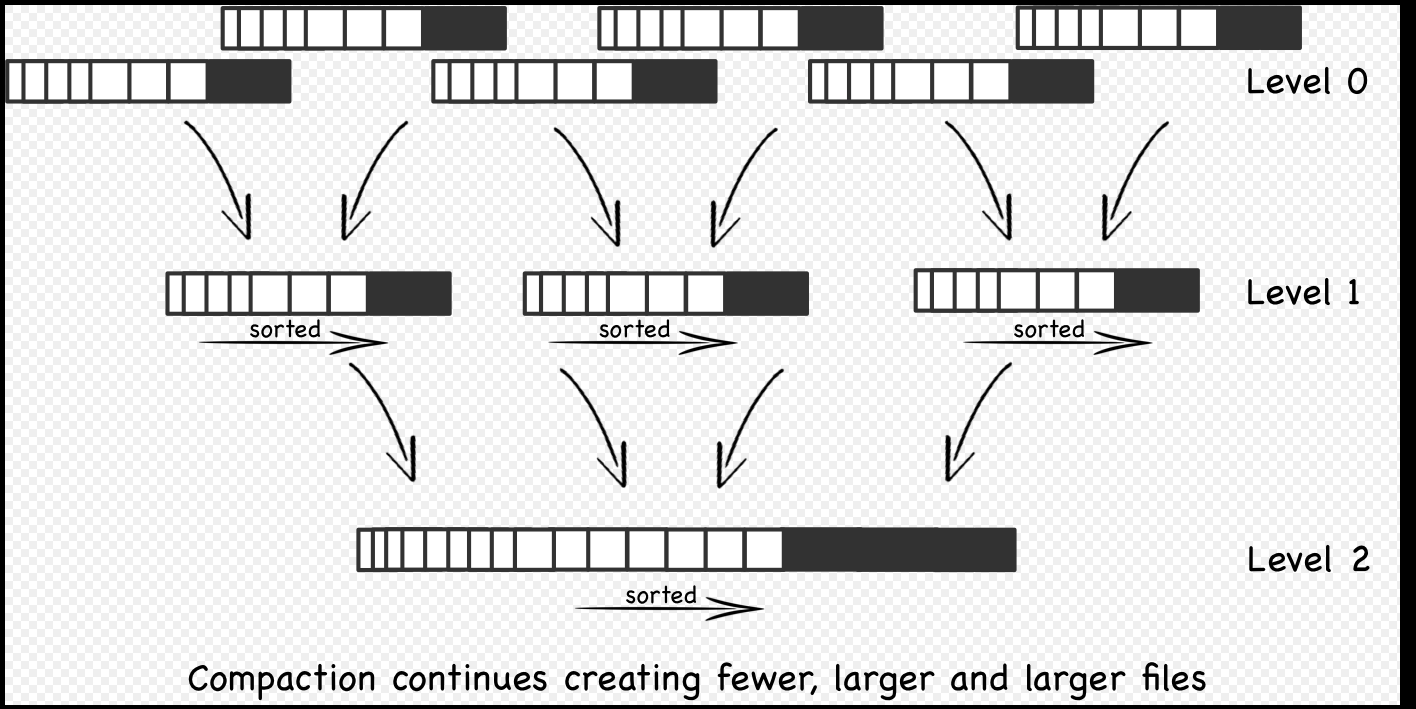 Level 0
Level 1
sorted
sorted
sorted
Level 2
sorted
Compaction continues creating fewer, larger and larger files